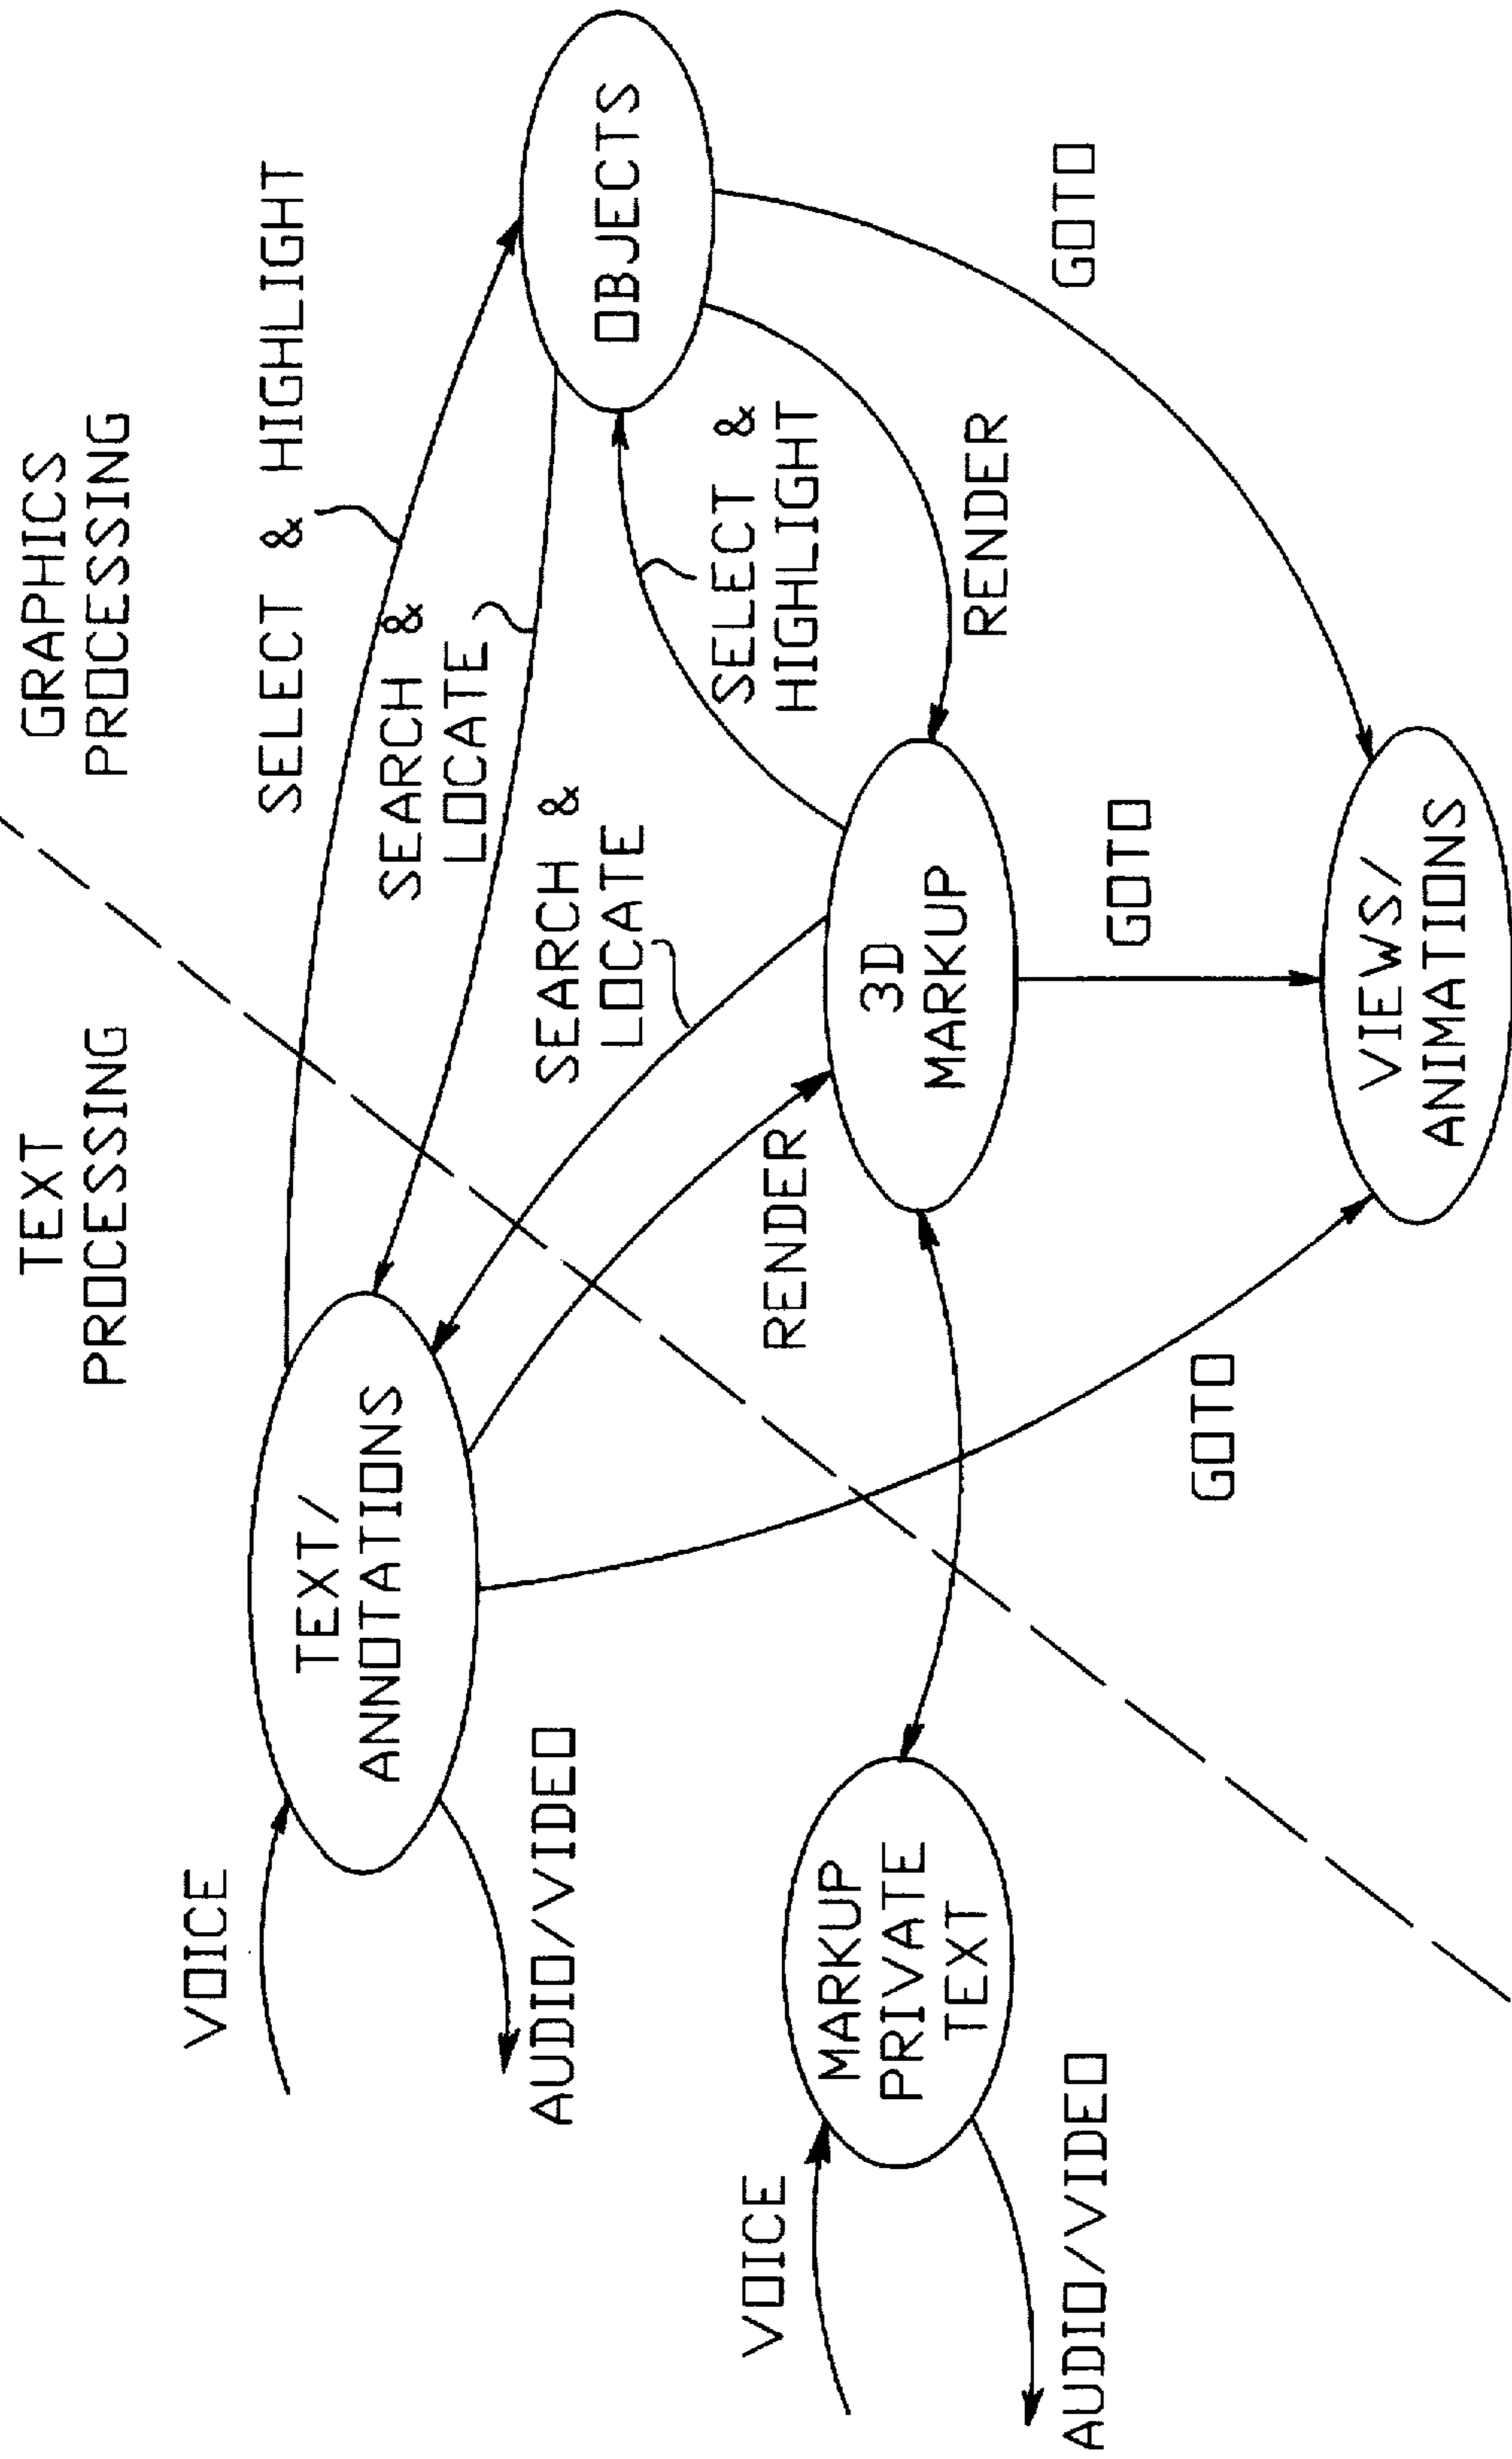 TEXT
PROCESSING
GRAPHICS
PROCESSING
VOICE
TEXT/
ANNOTATIONS
AUDIO/VIDEO
SELECT & HIGHLIGHT
SEARCH &
LOCATE
SEARCH &
LOCATE
OBJECTS
SELECT &
HIGHLIGHT
RENDER
RENDER
VOICE
MARKUP
PRIVATE
TEXT
AUDIO/VIDEO
3D
MARKUP
GOTO
GOTO
GOTO
VIEWS/
ANIMATIONS